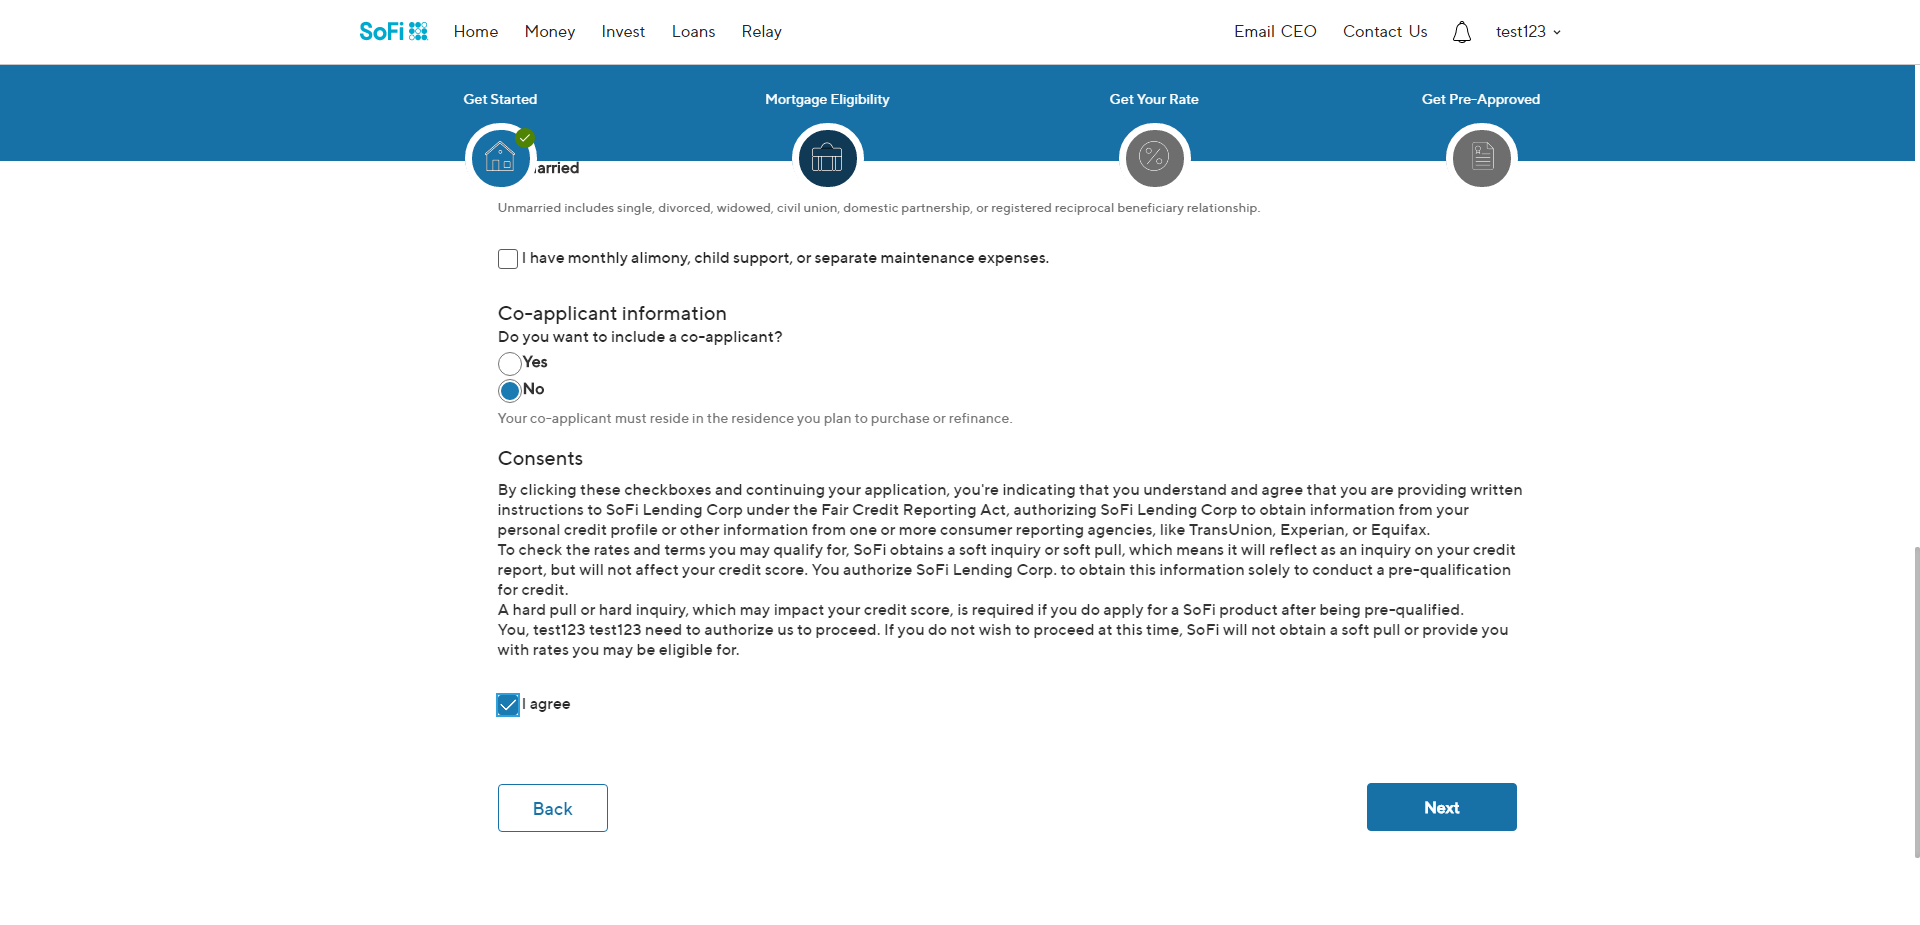 SoFi Home Money Invest Loans Relay Email CEO Contact Us test123
Get Started Mortgage Eligibility Get Your Rate Get Pre-Approved
arried
Unmarried includes single, divorced, widowed, civil union, domestic partnership, or registered reciprocal beneficiary relationship.
I have monthly alimony, child support, or separate maintenance expenses.
Co-applicant information
Do you want to include a co-applicant?
Yes
No
Your co-applicant must reside in the residence you plan to purchase or refinance.
Consents
By clicking these checkboxes and continuing your application, you're indicating that you understand and agree that you are providing written
instructions to SoFi Lending Corp under the Fair Credit Reporting Act, authorizing SoFi Lending Corp to obtain information from your
personal credit profile or other information from one or more consumer reporting agencies, like TransUnion, Experian, or Equifax.
To check the rates and terms you may qualify for, SoFi obtains a soft inquiry or soft pull, which means it will reflect as an inquiry on your credit
report, but will not affect your credit score. You authorize SoFi Lending Corp. to obtain this information solely to conduct a pre-qualification
for credit.
A hard pull or hard inquiry, which may impact your credit score, is required if you do apply for a SoFi product after being pre-qualified.
You, test123 test123 need to authorize us to proceed. If you do not wish to proceed at this time, SoFi will not obtain a soft pull or provide you
with rates you may be eligible for.
I agree
Back Next